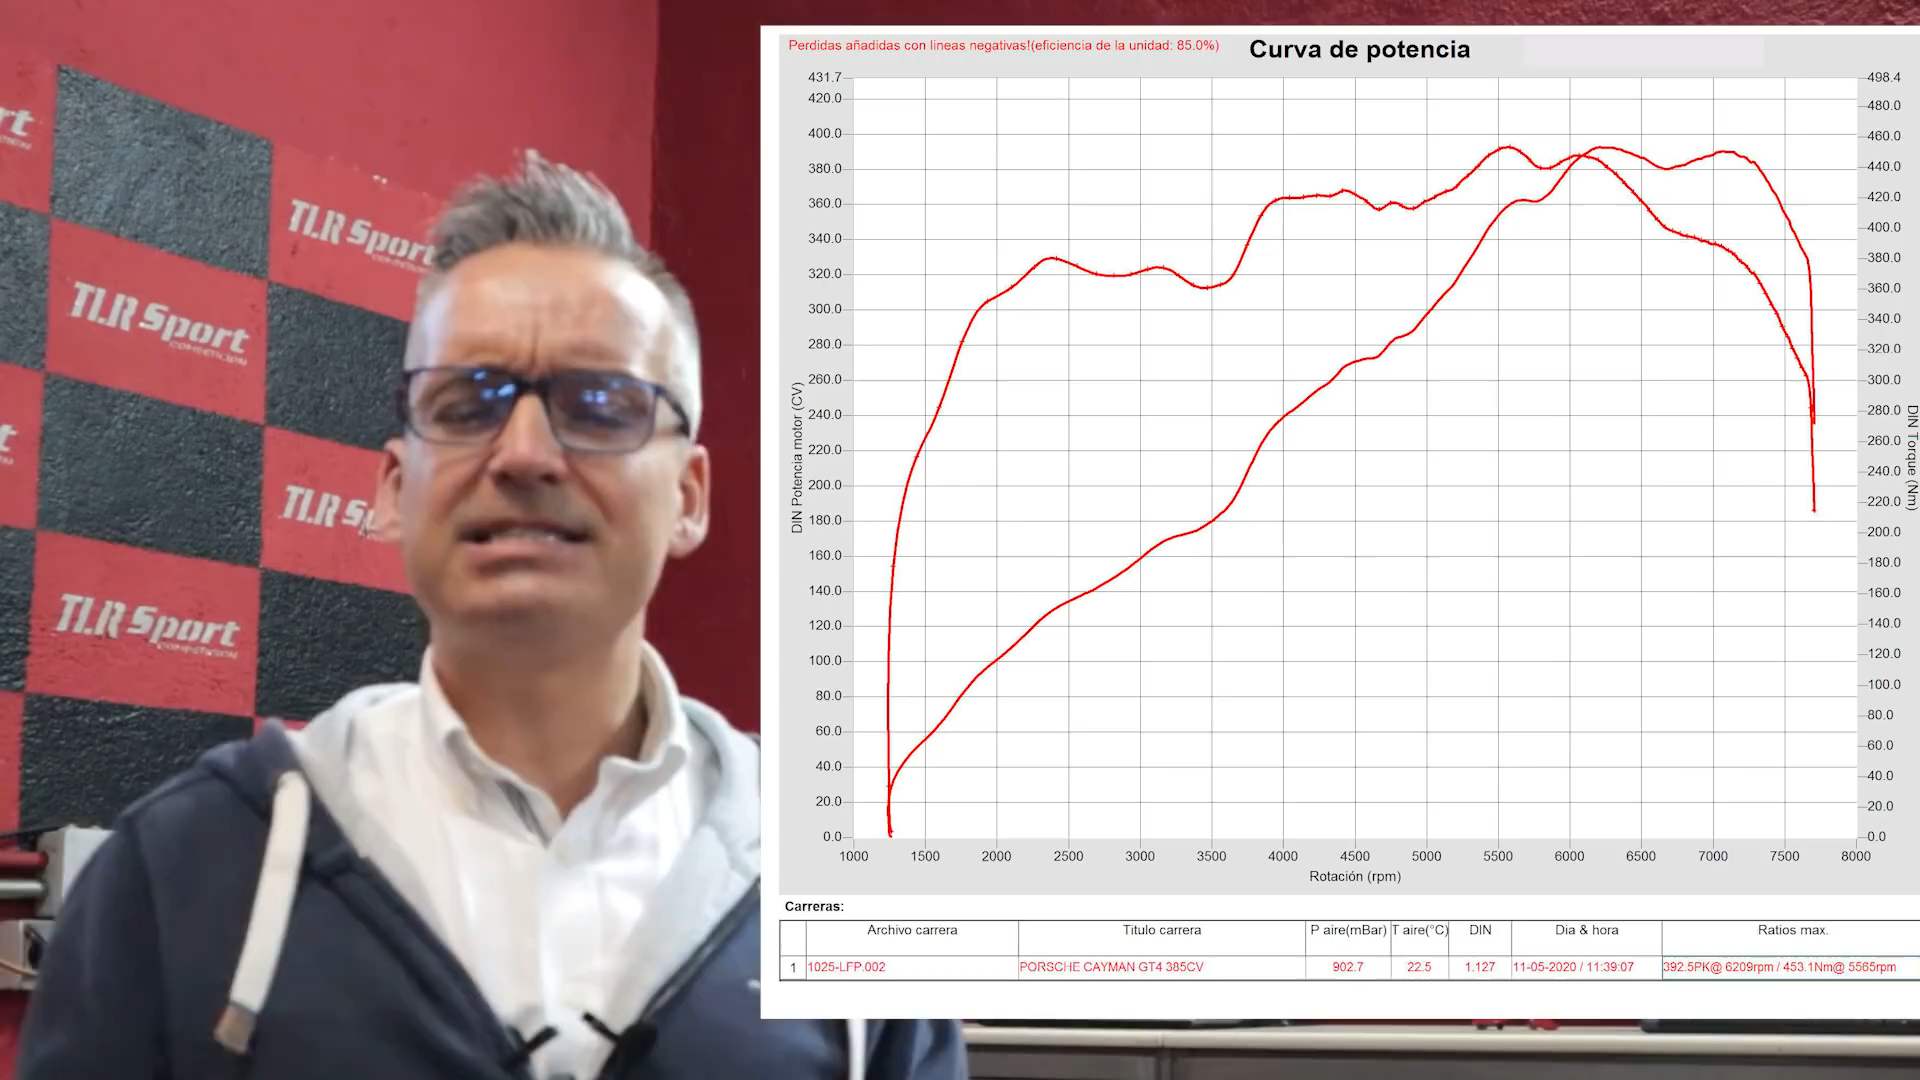 rt
TLR Sport
COMPETICION
TLR Sport
COMPETICION
TLR S
TLR Sport
COMPETICION
Perdidas añadidas con lineas negativas!(eficiencia de la unidad: 85.0%)
Curva de potencia
431.7
420.0
400.0
380.0
360.0
340.0
320.0
300.0
280.0
260.0
240.0
220.0
200.0
180.0
160.0
140.0
120.0
100.0
80.0
60.0
40.0
20.0
0.0
DIN Potencia motor (CV)
498.4
480.0
460.0
440.0
420.0
400.0
380.0
360.0
340.0
320.0
300.0
280.0
260.0
240.0
220.0
200.0
180.0
160.0
140.0
120.0
100.0
80.0
60.0
40.0
20.0
0.0
DIN Torque (Nm)
1000 1500 2000 2500 3000 3500 4000 4500 5000 5500 6000 6500 7000 7500 8000
Rotación (rpm)
Carreras:
Archivo carrera Titulo carrera P aire(mBar) T aire(°C) DIN Dia & hora Ratios max.
1 1025-LFP.002 PORSCHE CAYMAN GT4 385CV 902.7 22.5 1.127 11-05-2020 / 11:39:07 392.5PK@ 6209rpm / 453.1Nm@ 5565rpm